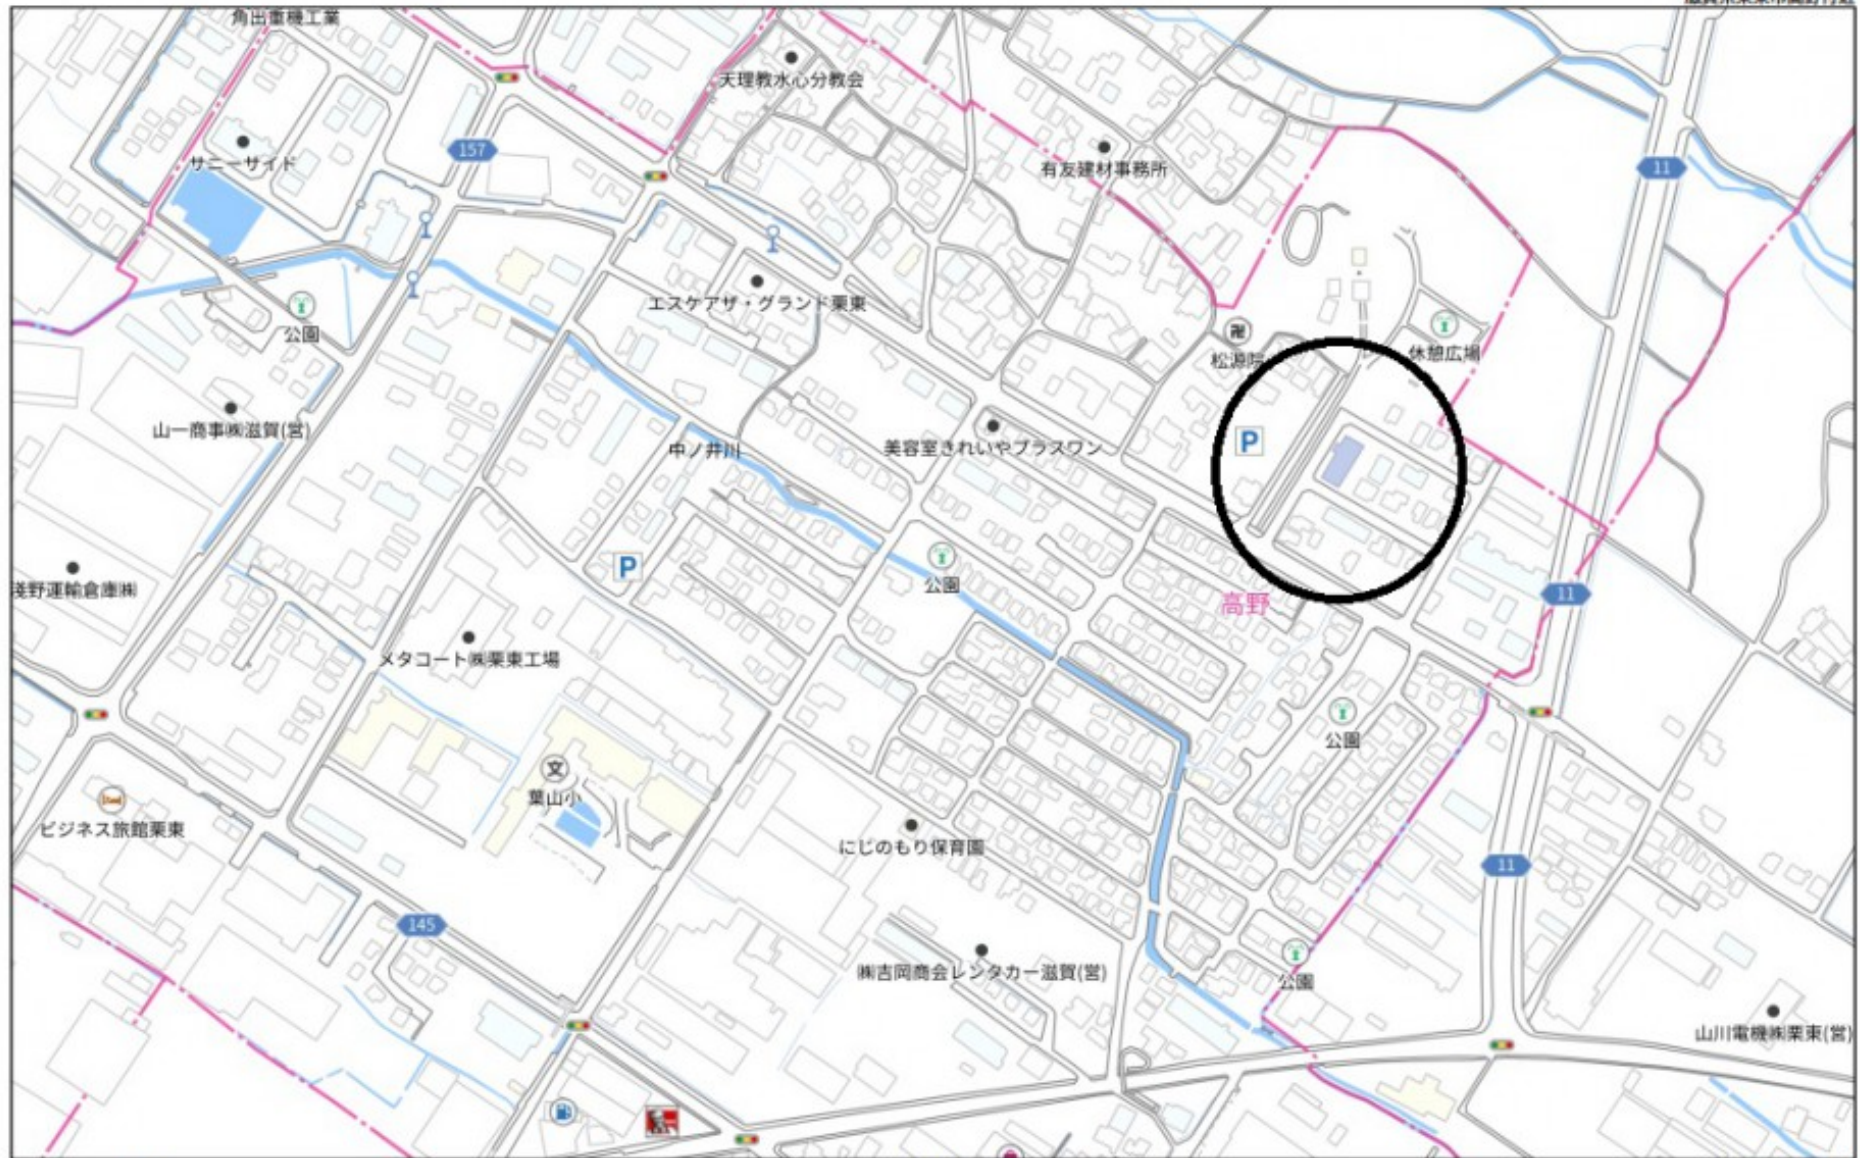 角出重機工業
天理教水心分教会
157
サニーサイド
有友建材事務所
11
エスケアザ・グランド栗東
公園
松源院
休憩広場
山一商事㈱滋賀(営)
中ノ井川
美容室きれいやプラスワン
P
P
公園
浅野運輸倉庫㈱
11
高野
メタコート㈱栗東工場
公園
文
葉山小
ビジネス旅館栗東
にじのもり保育園
11
145
㈱吉岡商会レンタカー滋賀(営)
公園
山川電機㈱栗東(営)